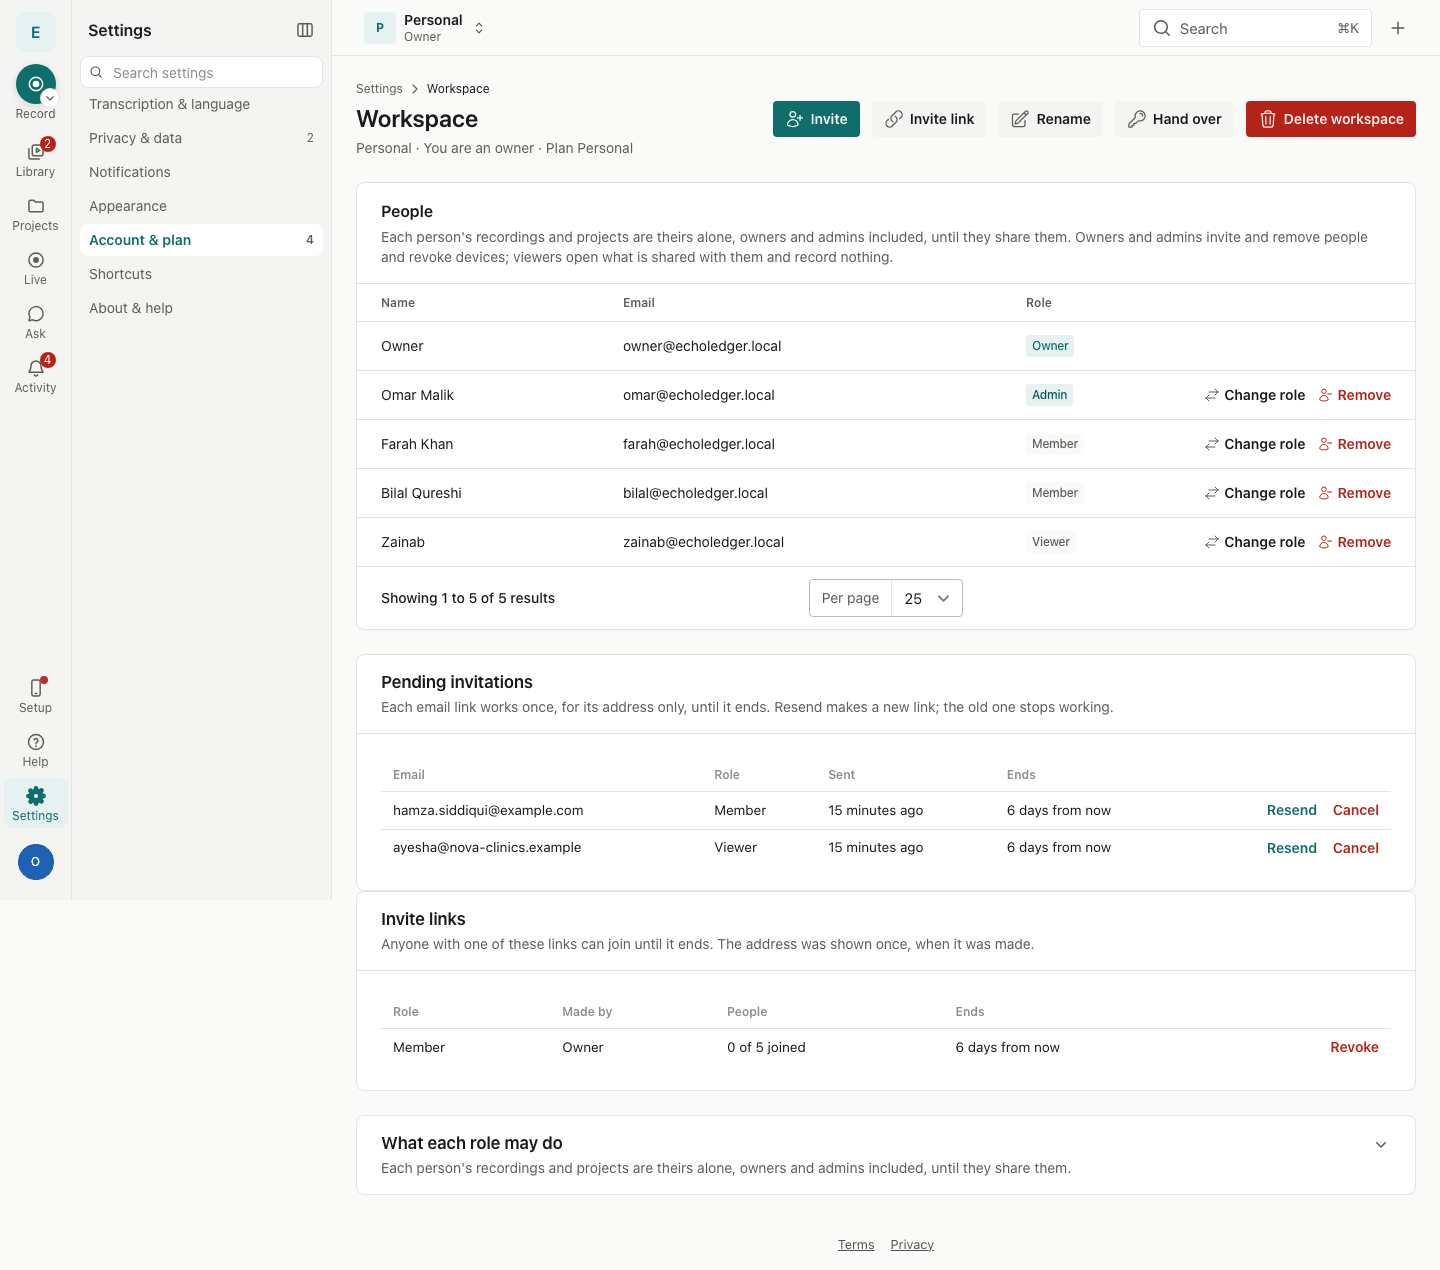 E
Record
2
Library
Projects
Live
Ask
4
Activity
Setup
Help
Settings
O
Settings
Search settings
Transcription & language
Privacy & data 2
Notifications
Appearance
Account & plan 4
Shortcuts
About & help
P
Personal
Owner
Search ⌘K
Settings Workspace
Workspace
Personal · You are an owner · Plan Personal
Invite
Invite link
Rename
Hand over
Delete workspace
People
Each person's recordings and projects are theirs alone, owners and admins included, until they share them. Owners and admins invite and remove people
and revoke devices; viewers open what is shared with them and record nothing.
Name Email Role
Owner owner@echoledger.local Owner
Omar Malik omar@echoledger.local Admin Change role Remove
Farah Khan farah@echoledger.local Member Change role Remove
Bilal Qureshi bilal@echoledger.local Member Change role Remove
Zainab zainab@echoledger.local Viewer Change role Remove
Showing 1 to 5 of 5 results Per page 25
Pending invitations
Each email link works once, for its address only, until it ends. Resend makes a new link; the old one stops working.
Email Role Sent Ends
hamza.siddiqui@example.com Member 15 minutes ago 6 days from now Resend Cancel
ayesha@nova-clinics.example Viewer 15 minutes ago 6 days from now Resend Cancel
Invite links
Anyone with one of these links can join until it ends. The address was shown once, when it was made.
Role Made by People Ends
Member Owner 0 of 5 joined 6 days from now Revoke
What each role may do
Each person's recordings and projects are theirs alone, owners and admins included, until they share them.
Terms Privacy